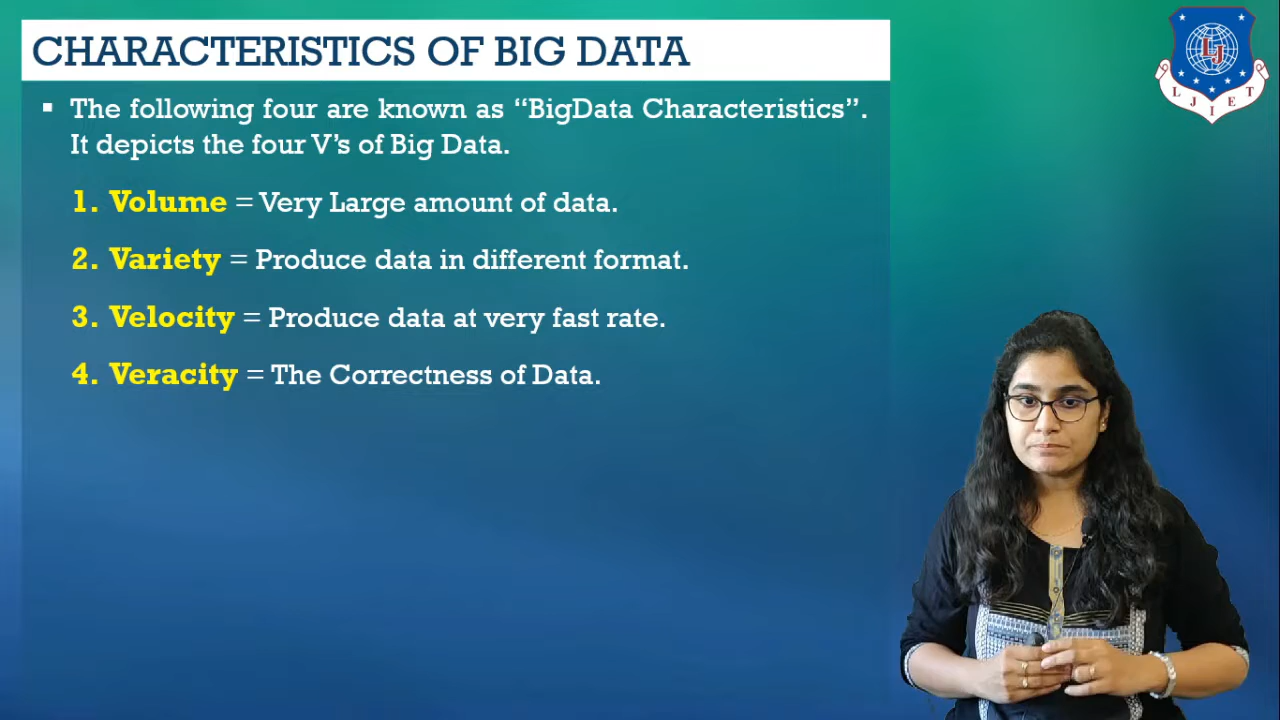 CHARACTERISTICS OF BIG DATA
▪ The following four are known as “BigData Characteristics”.
It depicts the four V’s of Big Data.
1. Volume = Very Large amount of data.
2. Variety = Produce data in different format.
3. Velocity = Produce data at very fast rate.
4. Veracity = The Correctness of Data.
LJ
LJIET